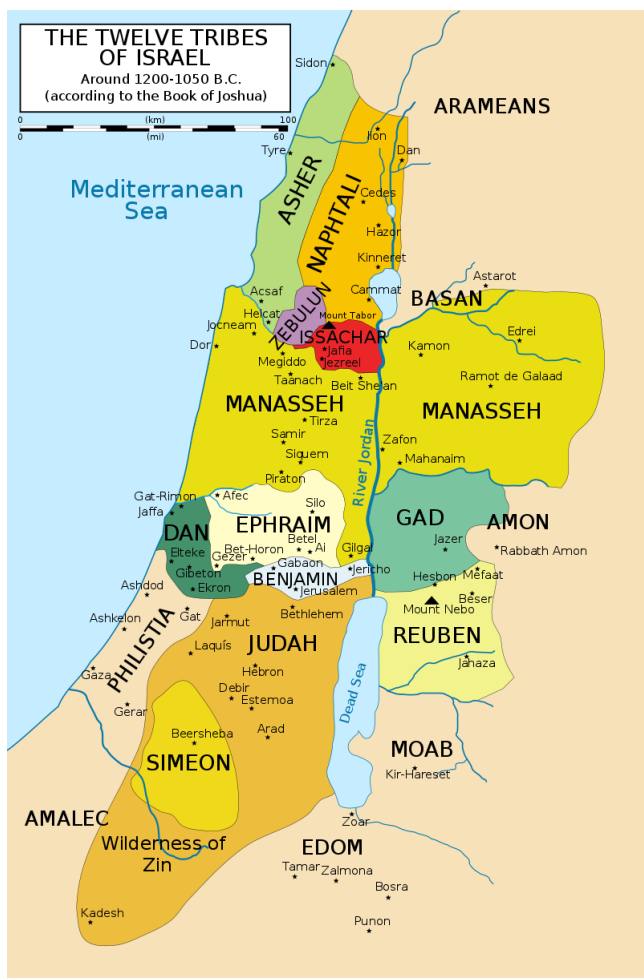 THE TWELVE TRIBES
OF ISRAEL
Around 1200-1050 B.C.
(according to the Book of Joshua)
0 (km) 100
0 (mi) 60
Sidon
ARAMEANS
Ijon
Tyre
Dan
ASHER
Mediterranean
Sea
Cedes
NAPHTALI
Hazor
Kinneret
Astarot
Acsaf
Cammat
BASAN
Helcat
ZEBULUN
Mount Tabor
Jocneam
ISSACHAR
Edrei
Dor
Jafia
Kamon
Megiddo
Jezreel
Taanach
Beit Shean
Ramot de Galaad
MANASSEH
MANASSEH
Tirza
River Jordan
Samir
Zafon
Siquem
Mahanaim
Piraton
Gat-Rimon
Afec
Jaffa
Silo
DAN
EPHRAIM
GAD
AMON
Betel
Jazer
Elteke
Bet-Horon
Ai
Gilgal
Rabbath Amon
Gezer
Gabaon
Jericho
Gibeton
BENJAMIN
Hesbon
Mefaat
Ekron
Jerusalem
Beser
Ashdod
Bethlehem
Mount Nebo
Gat
Jarmut
Ashkelon
PHILISTIA
JUDAH
REUBEN
Laquís
Hebron
Jahaza
Gaza
Debir
Estemoa
Dead Sea
Gerar
Beersheba
Arad
MOAB
SIMEON
Kir-Hareset
AMALEC
Zoar
Wilderness of
Zin
EDOM
Tamar
Zalmona
Bosra
Kadesh
Punon